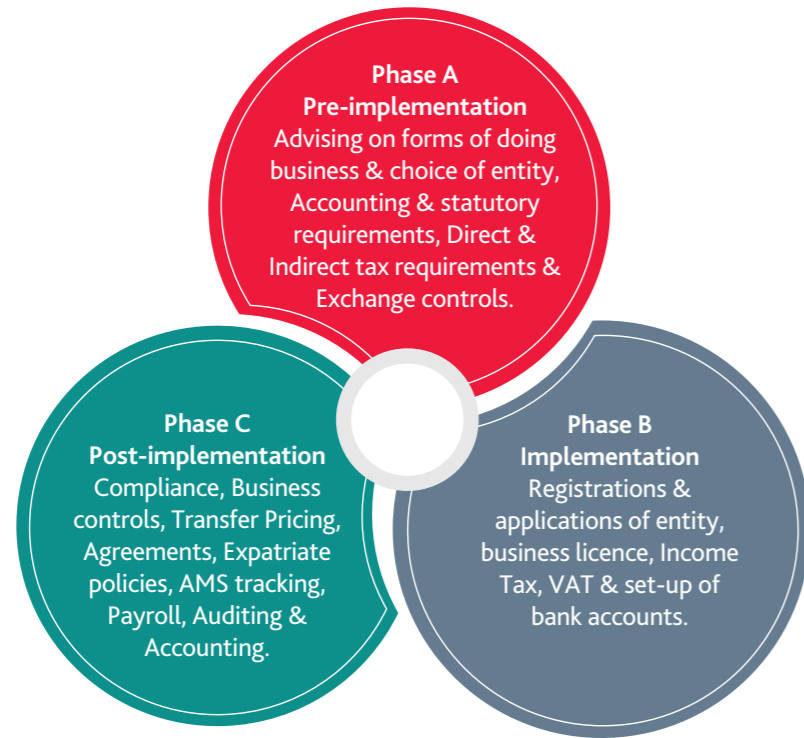 Phase A
Pre-implementation
Advising on forms of doing
business & choice of entity,
Accounting & statutory
requirements, Direct &
Indirect tax requirements &
Exchange controls.
Phase B
Implementation
Registrations &
applications of entity,
business licence, Income
Tax, VAT & set-up of
bank accounts.
Phase C
Post-implementation
Compliance, Business
controls, Transfer Pricing,
Agreements, Expatriate
policies, AMS tracking,
Payroll, Auditing &
Accounting.